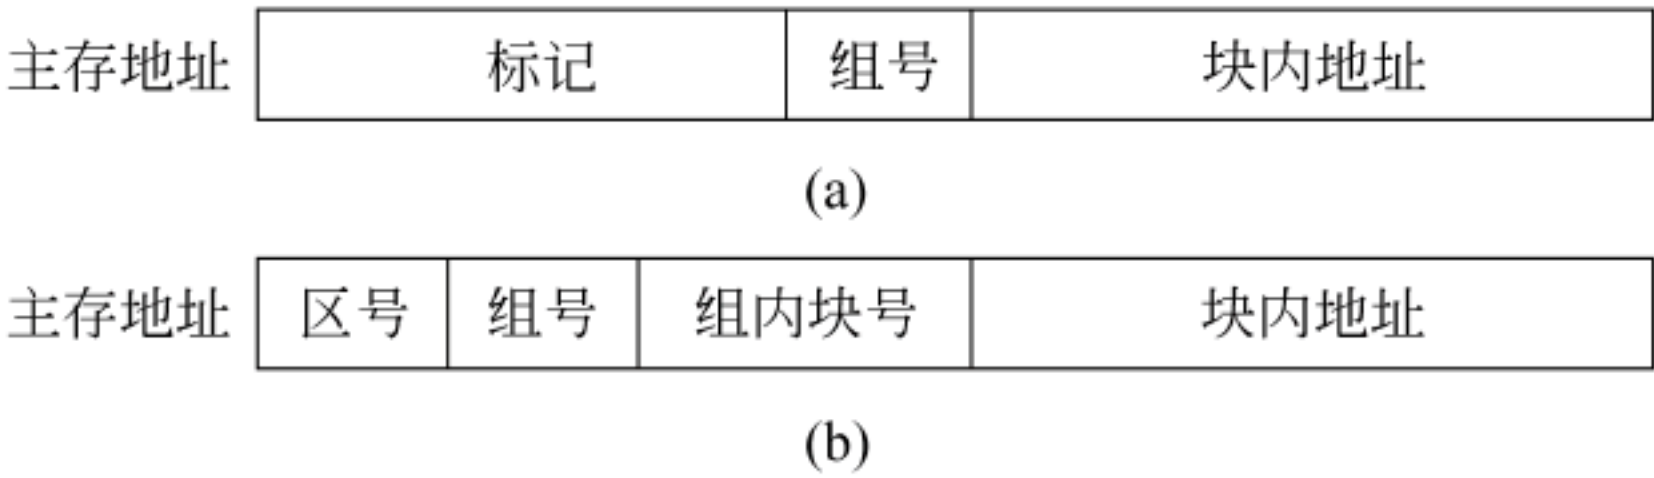 主存地址 标记 组号 块内地址
(a)
主存地址 区号 组号 组内块号 块内地址
(b)